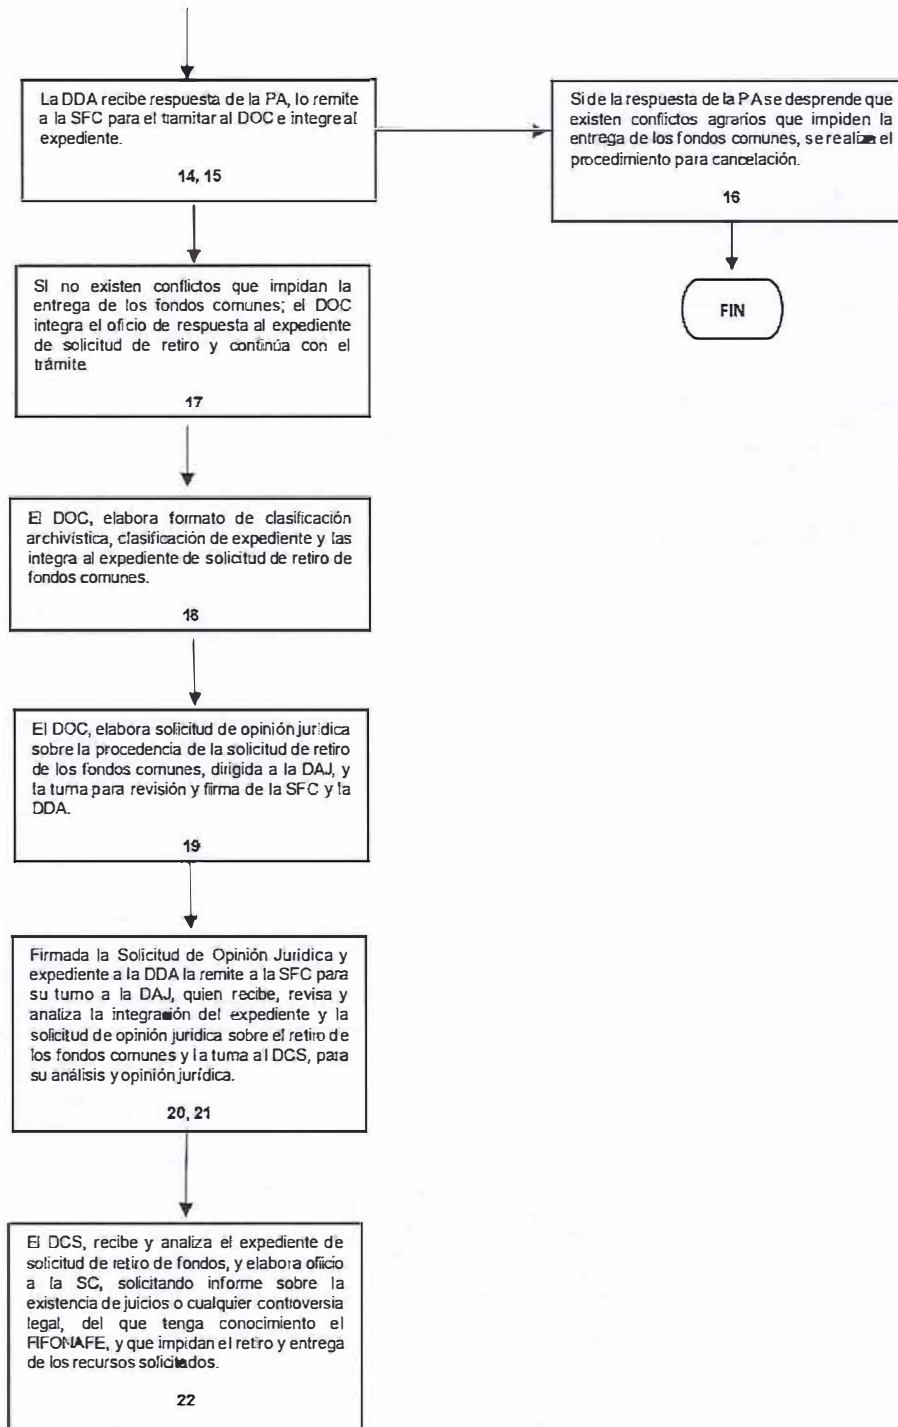 La DDA recibe respuesta de la PA, lo remite
a la SFC para el tramitar al DOC e integre al
expediente.
14, 15
Si de la respuesta de la PA se desprende que
existen conflictos agrarios que impiden la
entrega de los fondos comunes, se realiza el
procedimiento para cancelación.
16
FIN
SI no existen conflictos que impidan la
entrega de los fondos comunes; el DOC
integra el oficio de respuesta al expediente
de solicitud de retiro y continúa con el
trámite
17
El DOC, elabora formato de clasificación
archivística, clasificación de expediente y las
integra al expediente de solicitud de retiro de
fondos comunes.
18
El DOC, elabora solicitud de opinión jurídica
sobre la procedencia de la solicitud de retiro
de los fondos comunes, dirigida a la DAJ, y
la turna para revisión y firma de la SFC y la
DDA.
19
Firmada la Solicitud de Opinión Juridica y
expediente a la DDA la remite a la SFC para
su turno a la DAJ, quien recibe, revisa y
analiza la integración del expediente y la
solicitud de opinión juridica sobre el retiro de
los fondos comunes y la turna al DCS, para
su análisis y opinión jurídica.
20, 21
El DCS, recibe y analiza el expediente de
solicitud de retiro de fondos, y elabora oficio
a la SC, solicitando informe sobre la
existencia de juicios o cualquier controversia
legal, del que tenga conocimiento el
FIFONAFE, y que impidan el retiro y entrega
de los recursos solicitados.
22